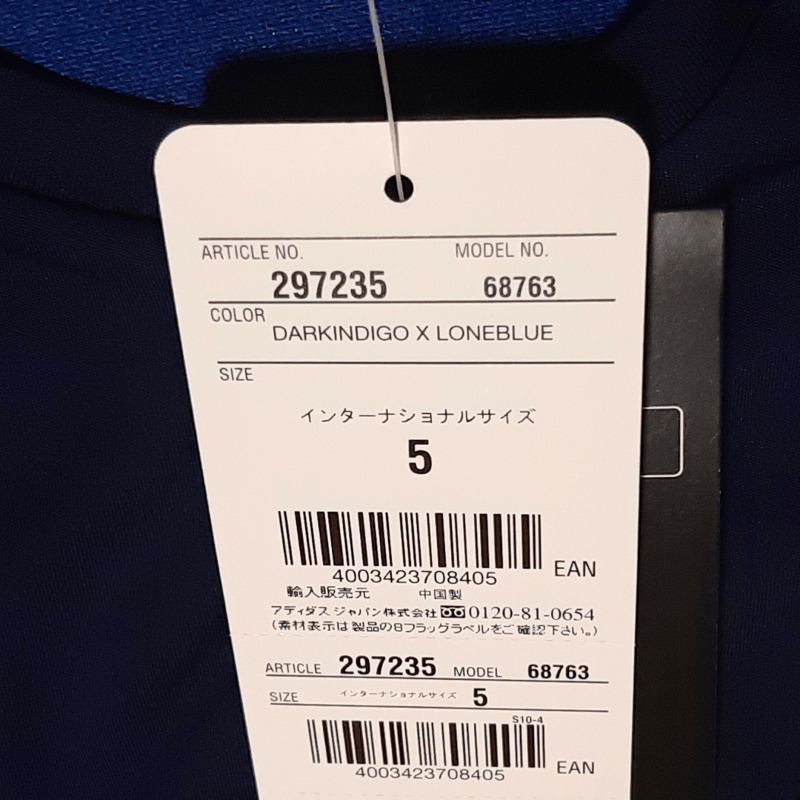 ARTICLE NO. MODEL NO.
297235 68763
COLOR
DARKINDIGO X LONEBLUE
SIZE
インターナショナルサイズ
5
4003423708405 EAN
輸入販売元 中国製
アディダス ジャパン株式会社 0120-81-0654
(素材表示は製品のBフラッグラベルをご確認下さい。)
ARTICLE 297235 MODEL 68763
SIZE インターナショナルサイズ 5
S10-4
4003423708405 EAN